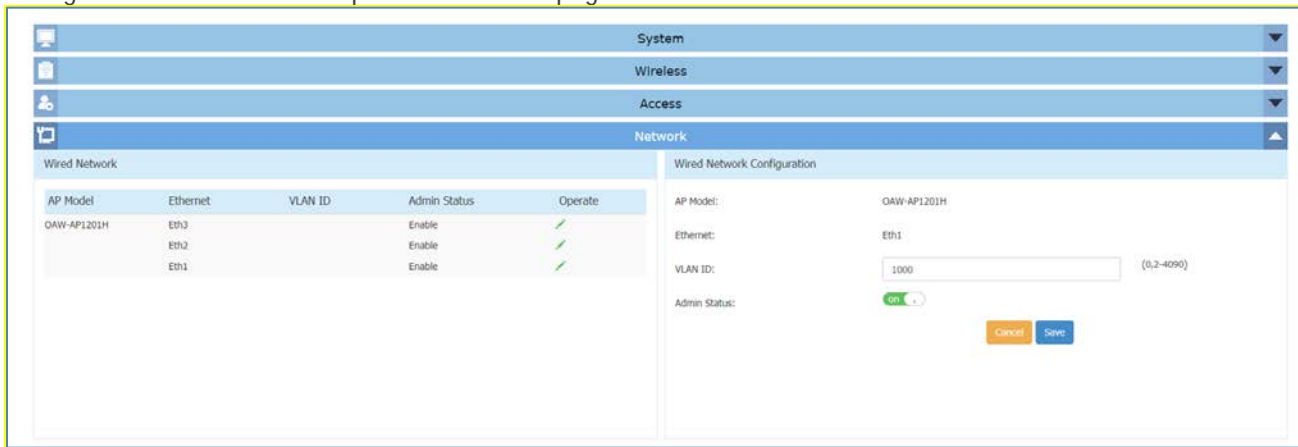 System
Wireless
Access
Network
Wired Network
AP Model Ethernet VLAN ID Admin Status Operate
OAW-AP1201H Eth3 Enable
Eth2 Enable
Eth1 Enable
Wired Network Configuration
AP Model: OAW-AP1201H
Ethernet: Eth1
VLAN ID: 1000 (0,2-4090)
Admin Status: on
Cancel Save